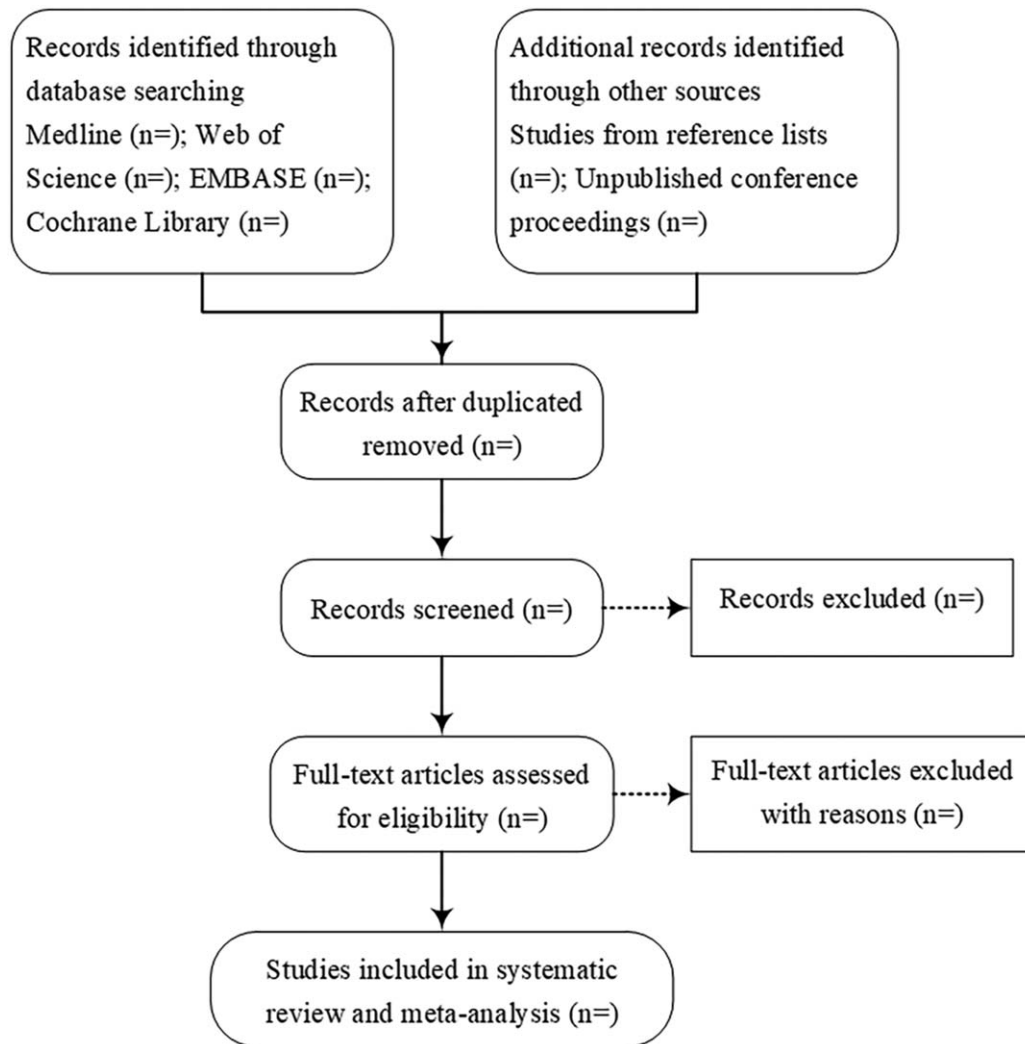 Records identified through
database searching
Medline (n=); Web of
Science (n=); EMBASE (n=);
Cochrane Library (n=)
Additional records identified
through other sources
Studies from reference lists
(n=); Unpublished conference
proceedings (n=)
Records after duplicated
removed (n=)
Records screened (n=)
Records excluded (n=)
Full-text articles assessed
for eligibility (n=)
Full-text articles excluded
with reasons (n=)
Studies included in systematic
review and meta-analysis (n=)